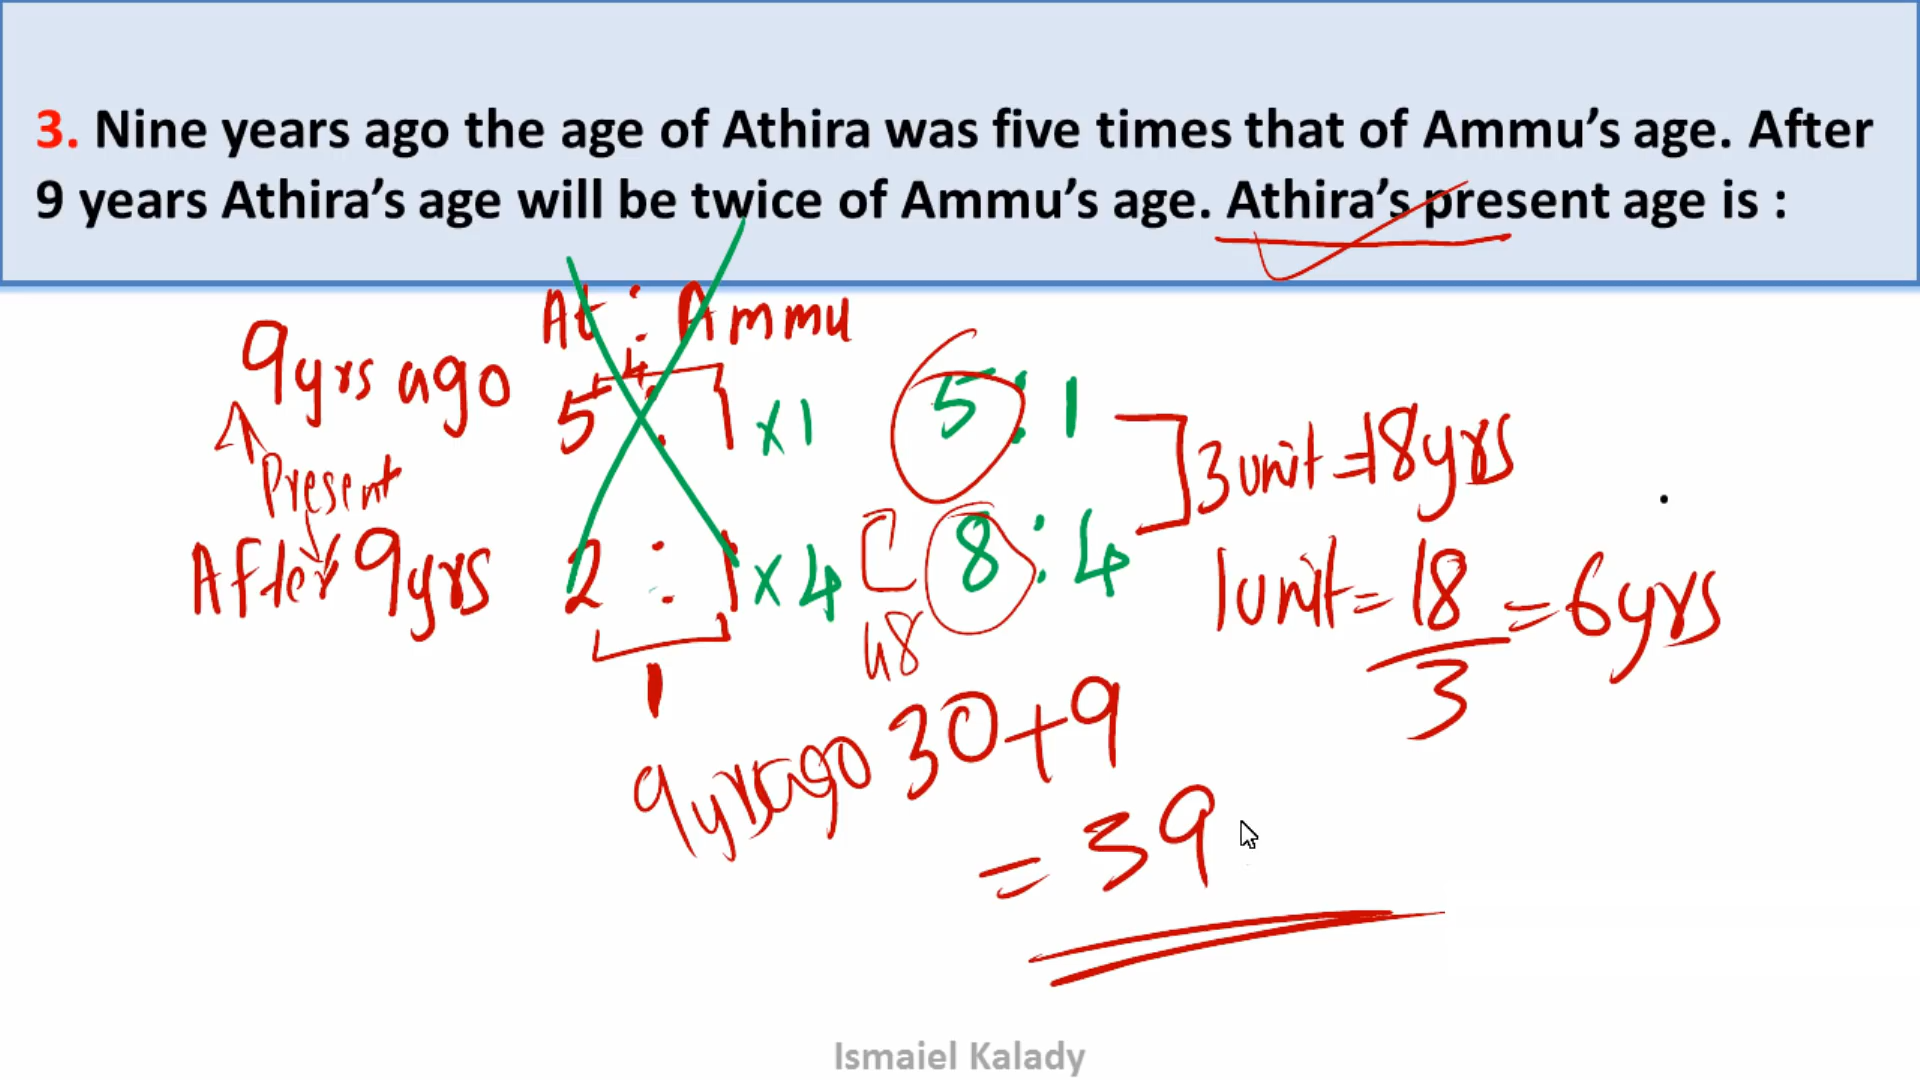 3. Nine years ago the age of Athira was five times that of Ammu’s age. After
9 years Athira’s age will be twice of Ammu’s age. Athira’s present age is :
At : Ammu
9yrs ago
4
5 : 1 x1
5 : 1
Present
3 unit = 18yrs
After 9yrs
2 : 1 x4
8 : 4
1unit = 18/3 = 6yrs
48
1
9yrs ago 30+9
= 39
Ismaiel Kalady